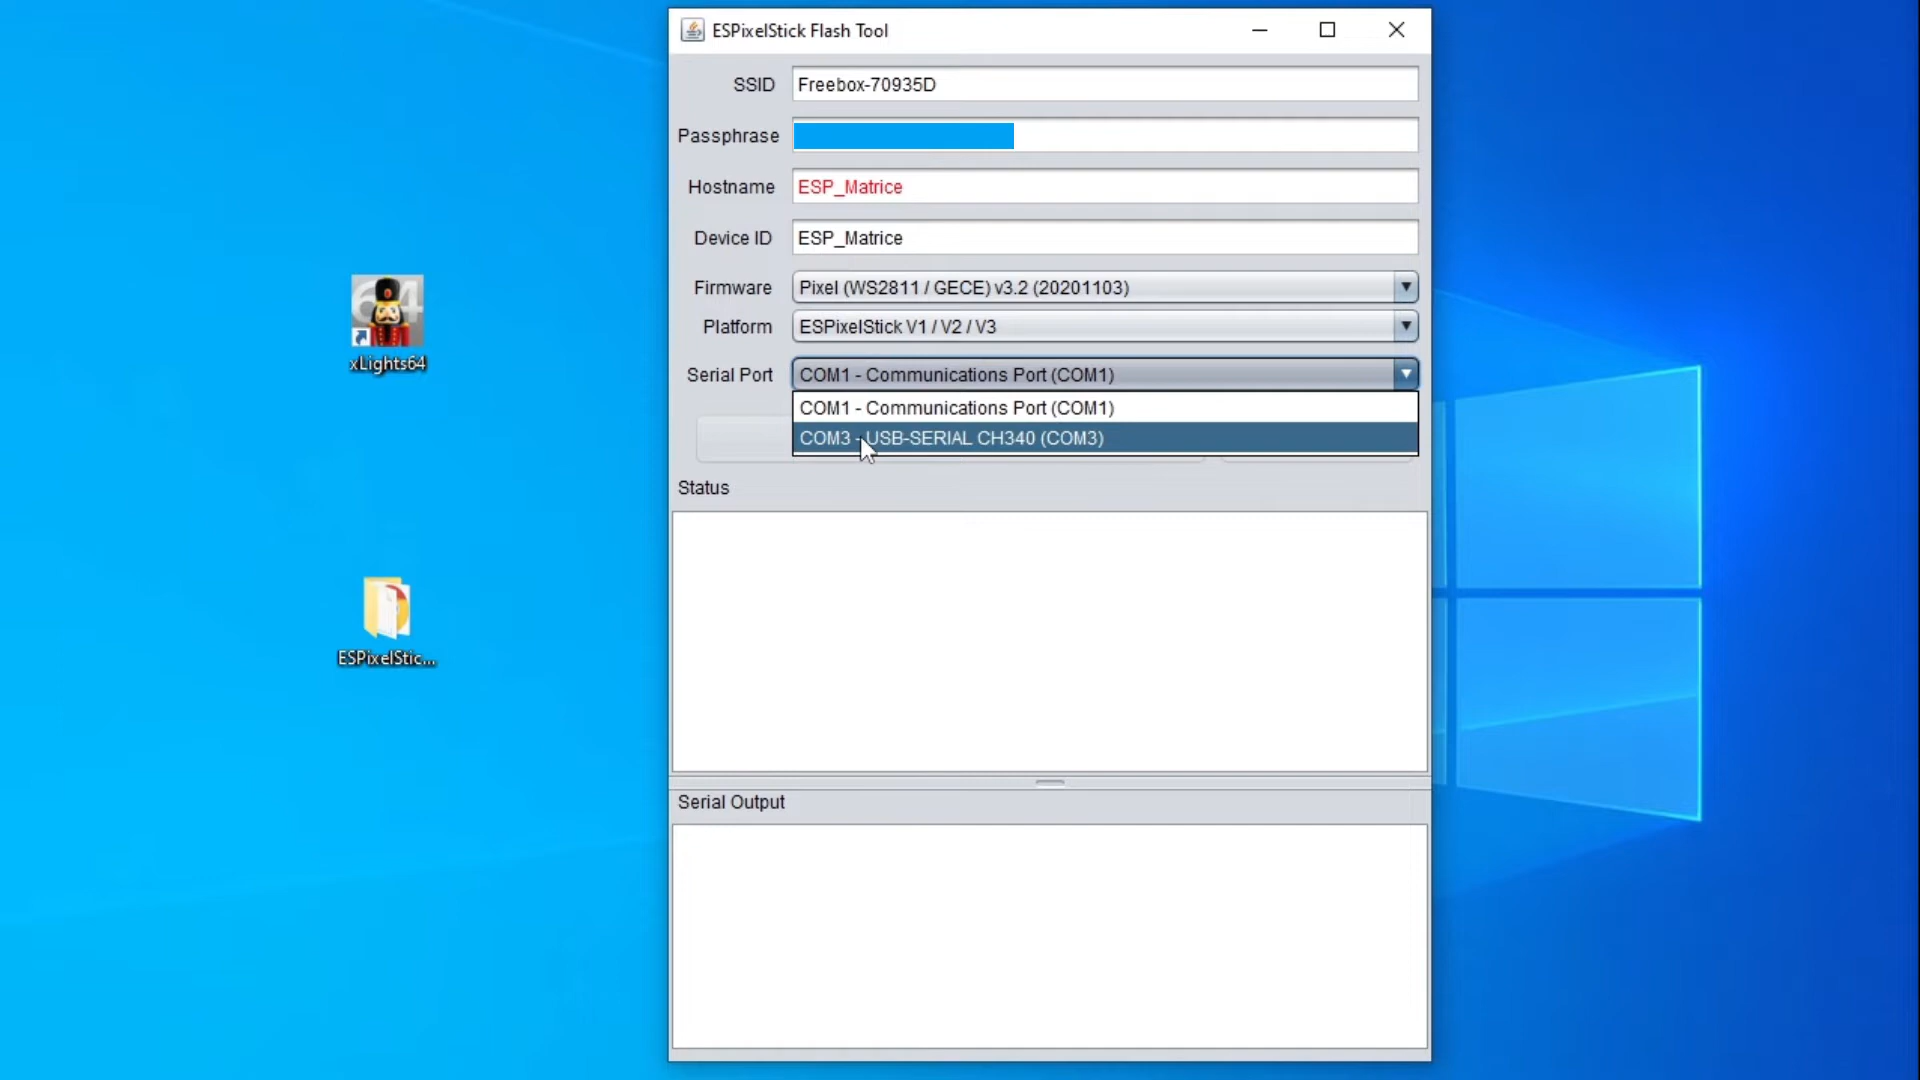 ESPixelStick Flash Tool
SSID Freebox-70935D
Passphrase
Hostname ESP_Matrice
Device ID ESP_Matrice
Firmware Pixel (WS2811 / GECE) v3.2 (20201103)
Platform ESPixelStick V1 / V2 / V3
Serial Port COM1 - Communications Port (COM1)
COM1 - Communications Port (COM1)
COM3 - USB-SERIAL CH340 (COM3)
Status
Serial Output
64
xLights64
ESPixelStic...